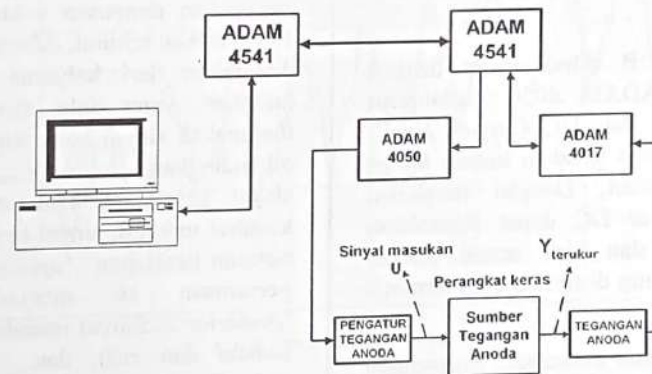 ADAM
4541
ADAM
4541
ADAM
4050
ADAM
4017
Sinyal masukan
U
Perangkat keras
Y terukur
PENGATUR
TEGANGAN
ANODA
Sumber
Tegangan
Anoda
TEGANGAN
ANODA